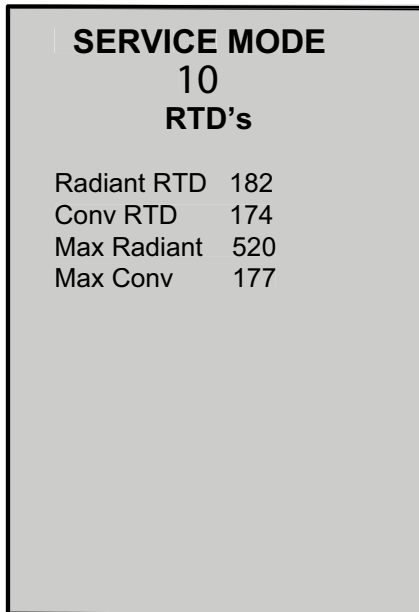 SERVICE MODE
10
RTD's
Radiant RTD 182
Conv RTD 174
Max Radiant 520
Max Conv 177